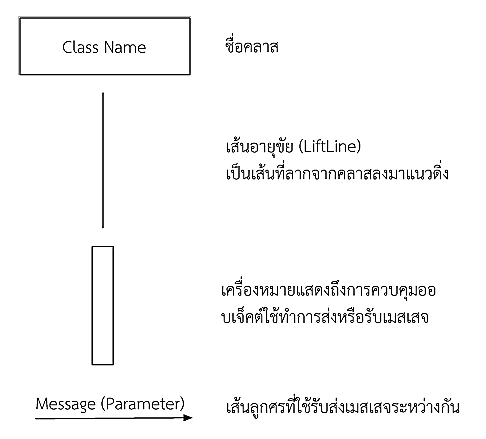 Class Name
ชื่อคลาส
เส้นอายุขัย (LiftLine)
เป็นเส้นที่ลากจากคลาสลงมาแนวดิ่ง
เครื่องหมายแสดงถึงการควบคุมออ
บเจ็คต์ใช้ทำการส่งหรือรับเมสเสจ
Message (Parameter)
เส้นลูกศรที่ใช้รับส่งเมสเสจระหว่างกัน